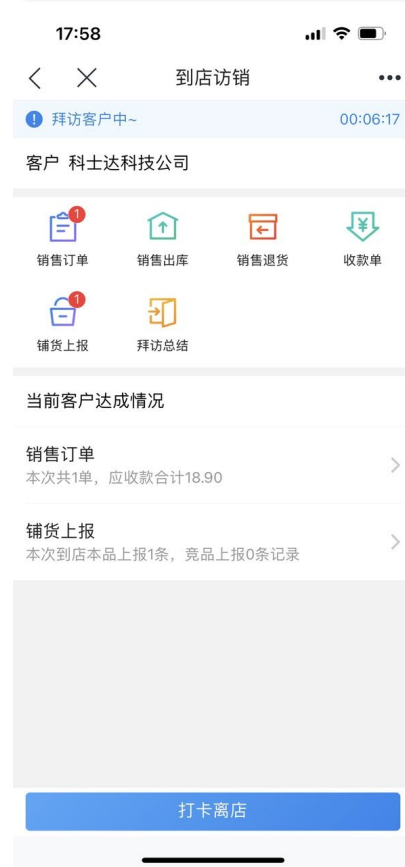 17:58
到店访销
拜访客户中~ 00:06:17
客户 科士达科技公司
1
销售订单 销售出库 销售退货 收款单
1
铺货上报 拜访总结
当前客户达成情况
销售订单
本次共1单，应收款合计18.90
铺货上报
本次到店本品上报1条，竞品上报0条记录
打卡离店